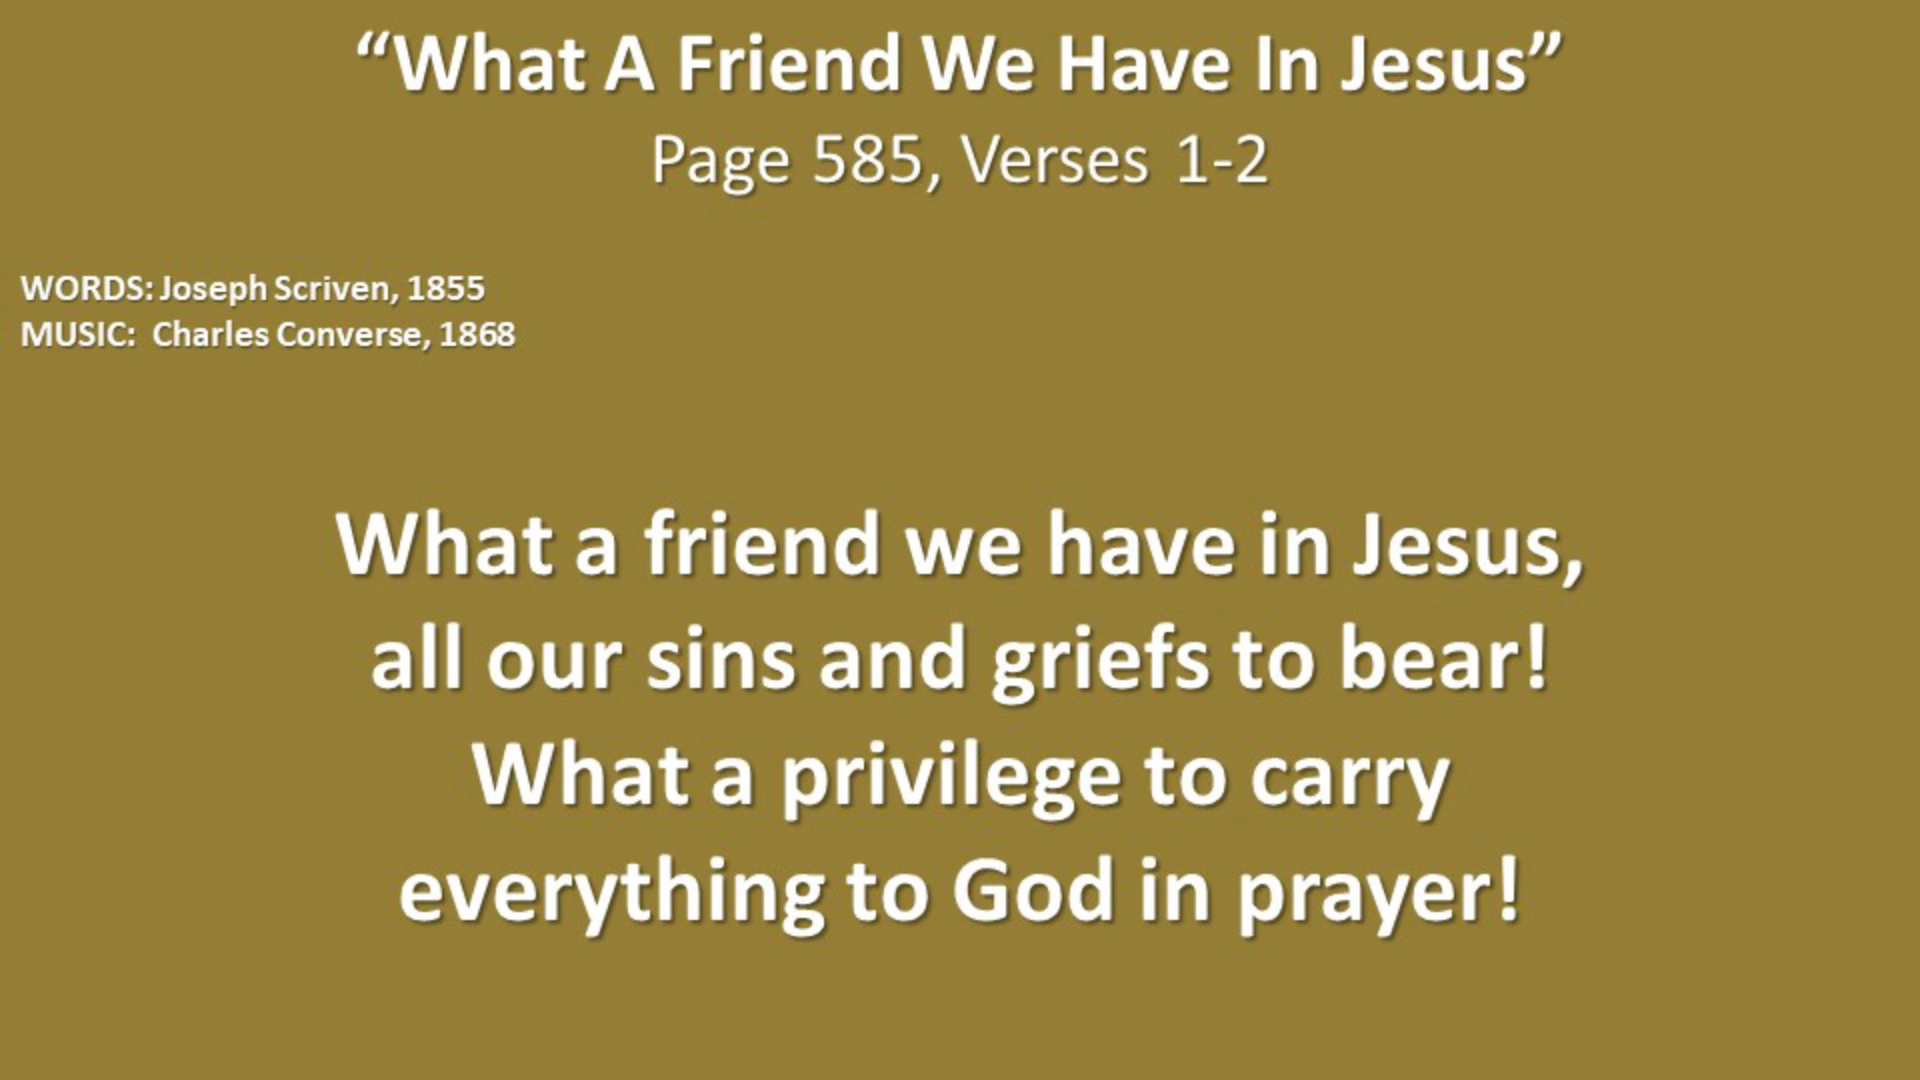 “What A Friend We Have In Jesus”
Page 585, Verses 1-2
WORDS: Joseph Scriven, 1855
MUSIC: Charles Converse, 1868
What a friend we have in Jesus,
all our sins and griefs to bear!
What a privilege to carry
everything to God in prayer!